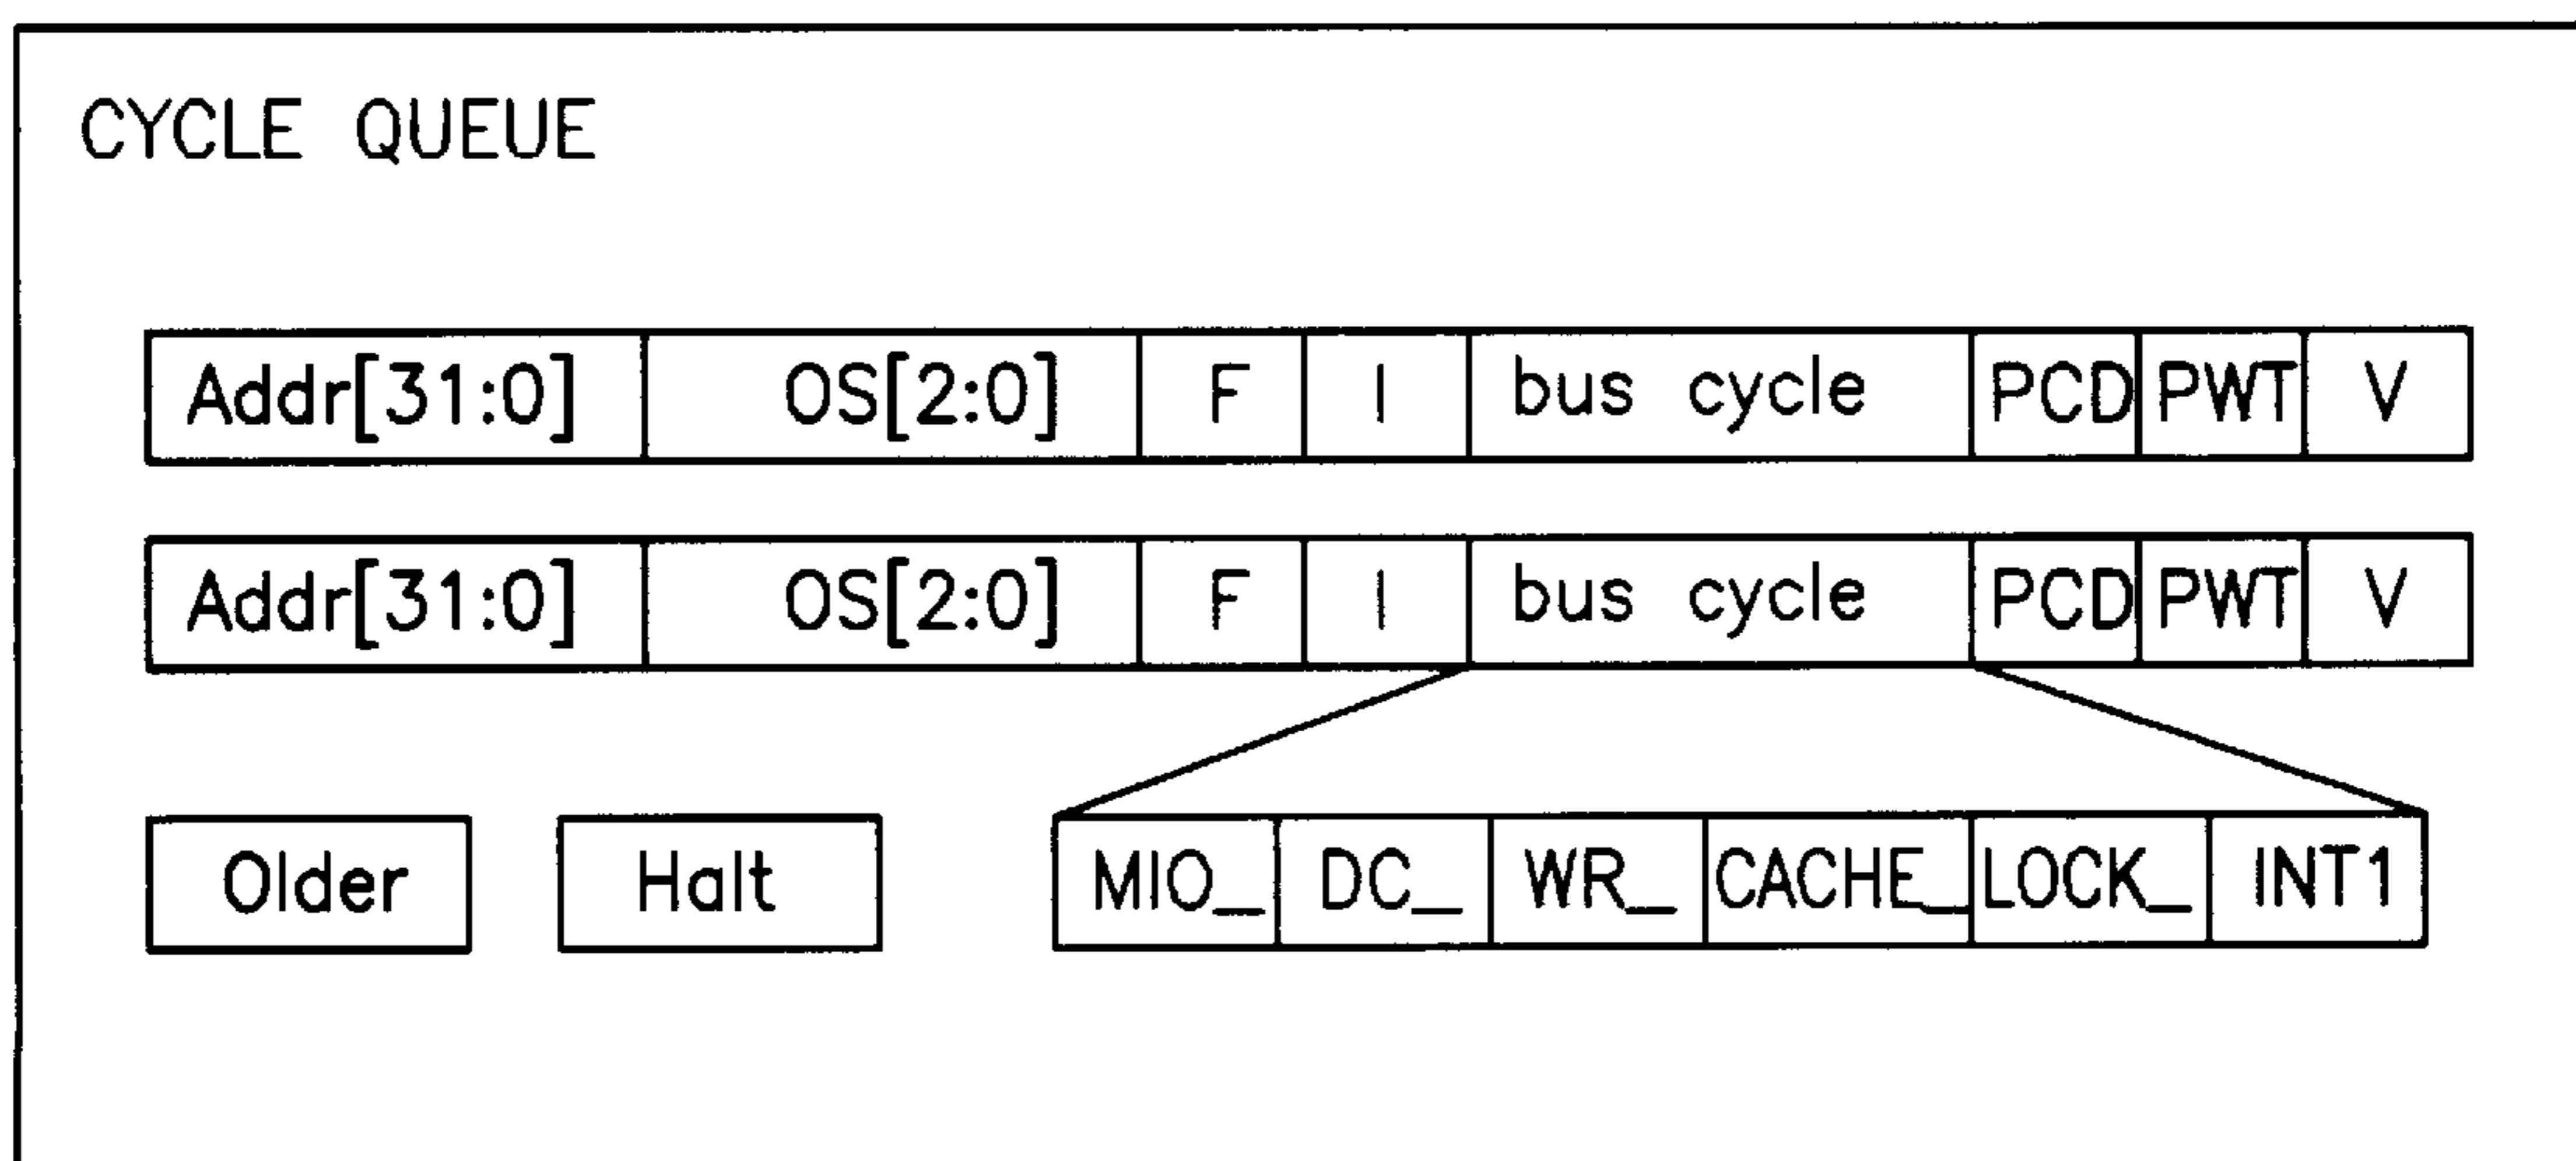 CYCLE QUEUE
Addr[31:0] OS[2:0] F I bus cycle PCD PWT V
Addr[31:0] OS[2:0] F I bus cycle PCD PWT V
Older Halt MIO_ DC_ WR_ CACHE_ LOCK_ INT1